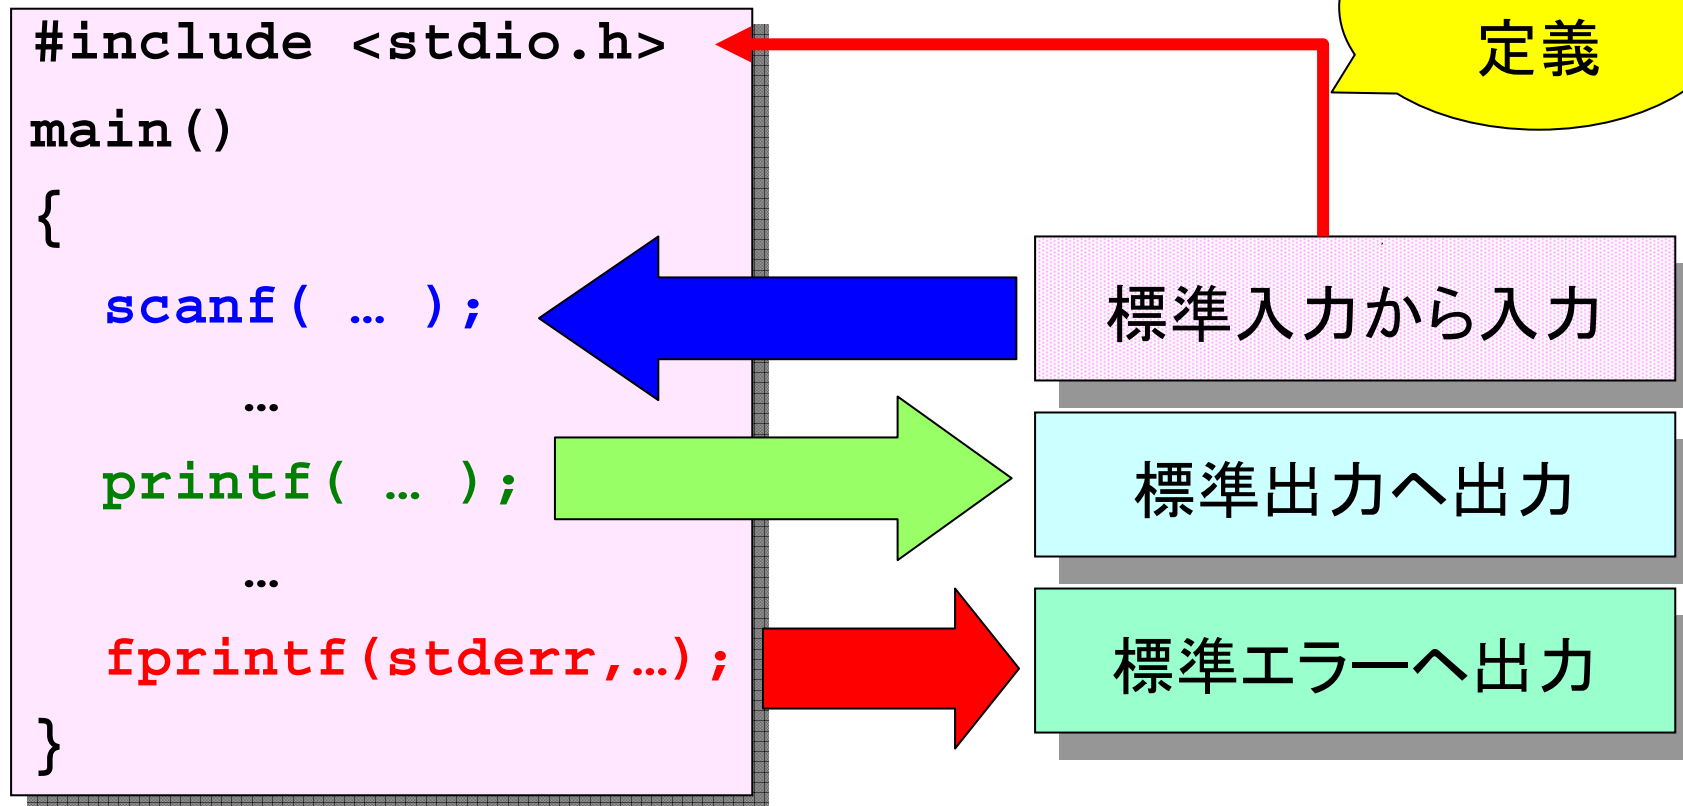 #include <stdio.h>
定義
main()
{
scanf( … );
標準入力から入力
…
printf( … );
標準出力へ出力
…
fprintf(stderr,…);
標準エラーへ出力
}